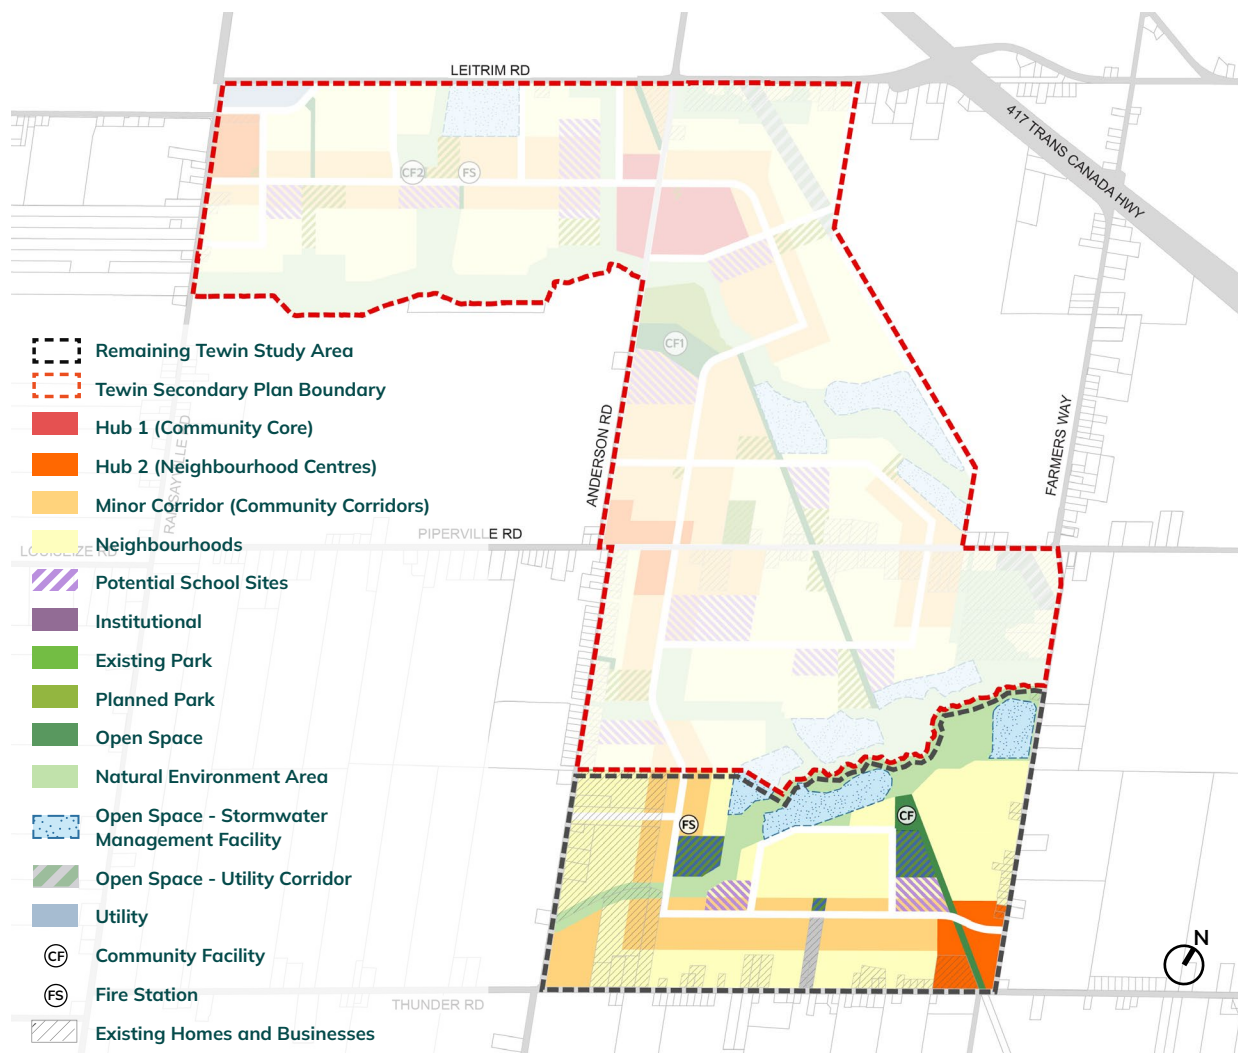 LEITRIM RD
417 TRANS CANADA HWY
CF2
FS
CF1
Remaining Tewin Study Area
Tewin Secondary Plan Boundary
Hub 1 (Community Core)
Hub 2 (Neighbourhood Centres)
Minor Corridor (Community Corridors)
Neighbourhoods
Potential School Sites
Institutional
Existing Park
Planned Park
Open Space
Natural Environment Area
Open Space - Stormwater
Management Facility
Open Space - Utility Corridor
Utility
CF Community Facility
FS Fire Station
Existing Homes and Businesses
ANDERSON RD
FARMERS WAY
PIPERVILLE RD
FS
CF
THUNDER RD
N